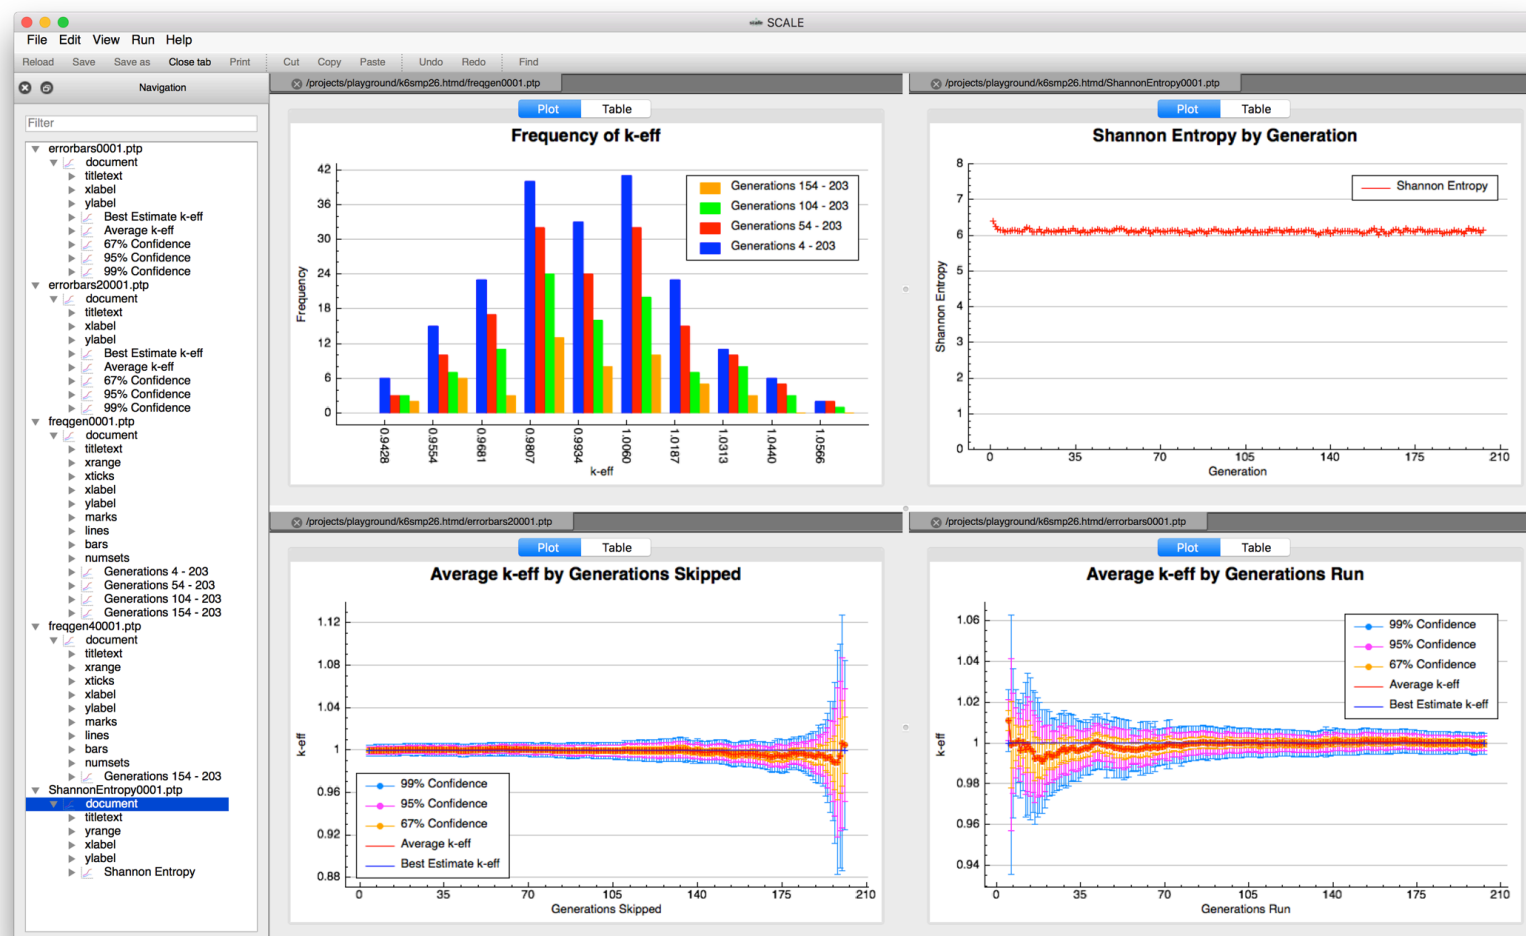 SCALE
File Edit View Run Help
Reload Save Save as Close tab Print Cut Copy Paste Undo Redo Find
Navigation
Filter
errorbars0001.ptp
document
titletext
xlabel
ylabel
Best Estimate k-eff
Average k-eff
67% Confidence
95% Confidence
99% Confidence
errorbars20001.ptp
document
titletext
xlabel
ylabel
Best Estimate k-eff
Average k-eff
67% Confidence
95% Confidence
99% Confidence
freqgen0001.ptp
document
titletext
xrange
xticks
xlabel
ylabel
marks
lines
bars
numsets
Generations 4 - 203
Generations 54 - 203
Generations 104 - 203
Generations 154 - 203
freqgen40001.ptp
document
titletext
xrange
xticks
xlabel
ylabel
marks
lines
bars
numsets
Generations 154 - 203
ShannonEntropy0001.ptp
document
titletext
yrange
xlabel
ylabel
Shannon Entropy
/projects/playground/k6smp26.htmd/freqgen0001.ptp
Plot Table
Frequency of k-eff
Generations 154 - 203
Generations 104 - 203
Generations 54 - 203
Generations 4 - 203
Frequency
42
36
30
24
18
12
6
0
0.9428 0.9554 0.9681 0.9807 0.9934 1.0060 1.0187 1.0313 1.0440 1.0566
k-eff
/projects/playground/k6smp26.htmd/ShannonEntropy0001.ptp
Plot Table
Shannon Entropy by Generation
Shannon Entropy
Shannon Entropy
8
7
6
5
4
3
2
1
0
0 35 70 105 140 175 210
Generation
/projects/playground/k6smp26.htmd/errorbars20001.ptp
Plot Table
Average k-eff by Generations Skipped
k-eff
1.12
1.08
1.04
1
0.96
0.92
0.88
99% Confidence
95% Confidence
67% Confidence
Average k-eff
Best Estimate k-eff
0 35 70 105 140 175 210
Generations Skipped
/projects/playground/k6smp26.htmd/errorbars0001.ptp
Plot Table
Average k-eff by Generations Run
99% Confidence
95% Confidence
67% Confidence
Average k-eff
Best Estimate k-eff
k-eff
1.06
1.04
1.02
1
0.98
0.96
0.94
0 35 70 105 140 175 210
Generations Run